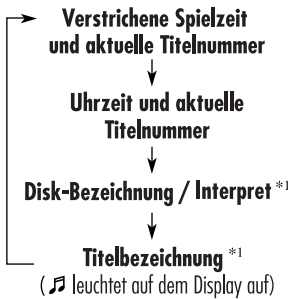 Verstrichene Spielzeit
und aktuelle Titelnummer
Uhrzeit und aktuelle
Titelnummer
Disk-Bezeichnung / Interpret *1
Titelbezeichnung *1
(♫ leuchtet auf dem Display auf)